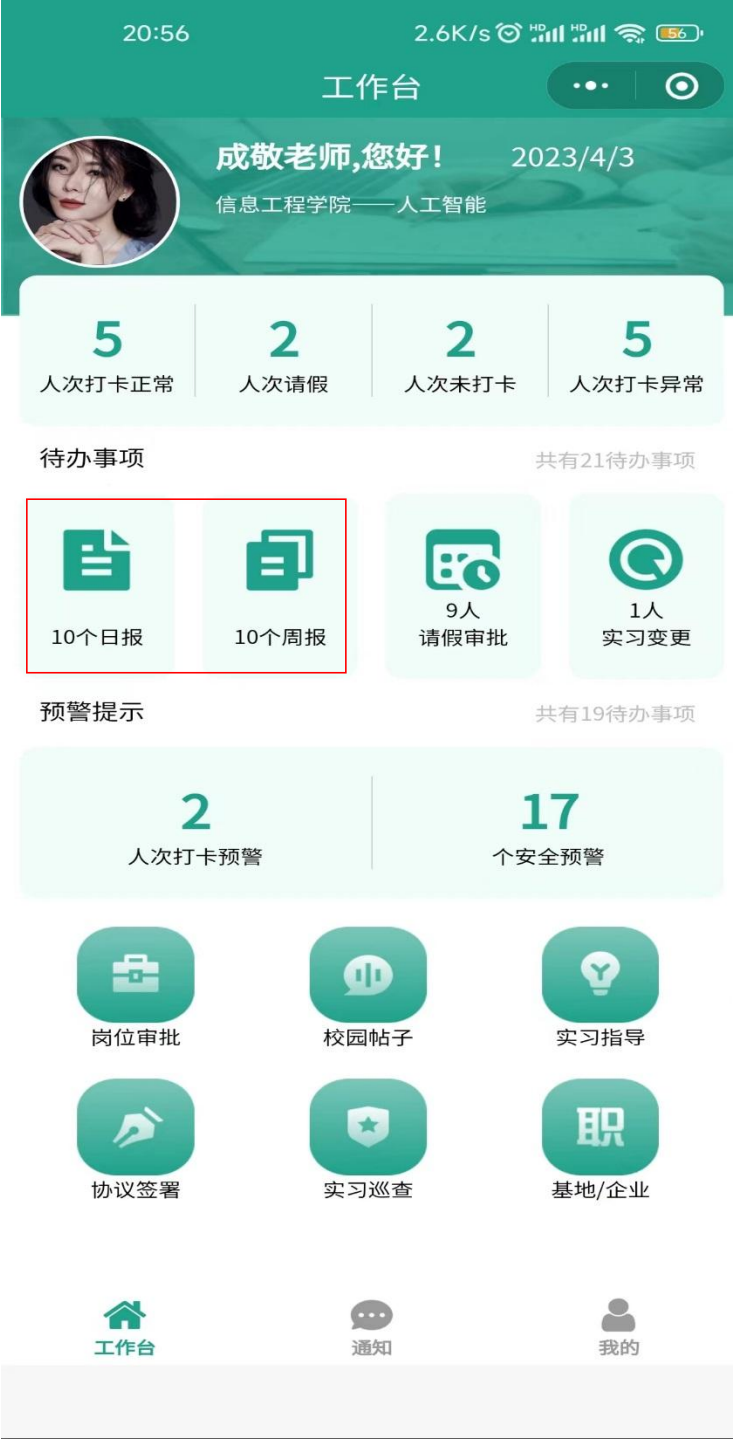 20:56
2.6K/s HD HD 56
工作台
成敬老师,您好! 2023/4/3
信息工程学院——人工智能
5 2 2 5
人次打卡正常 人次请假 人次未打卡 人次打卡异常
待办事项 共有21待办事项
9人 1人
10个日报 10个周报 请假审批 实习变更
预警提示 共有19待办事项
2 17
人次打卡预警 个安全预警
岗位审批 校园帖子 实习指导
职
协议签署 实习巡查 基地/企业
工作台 通知 我的